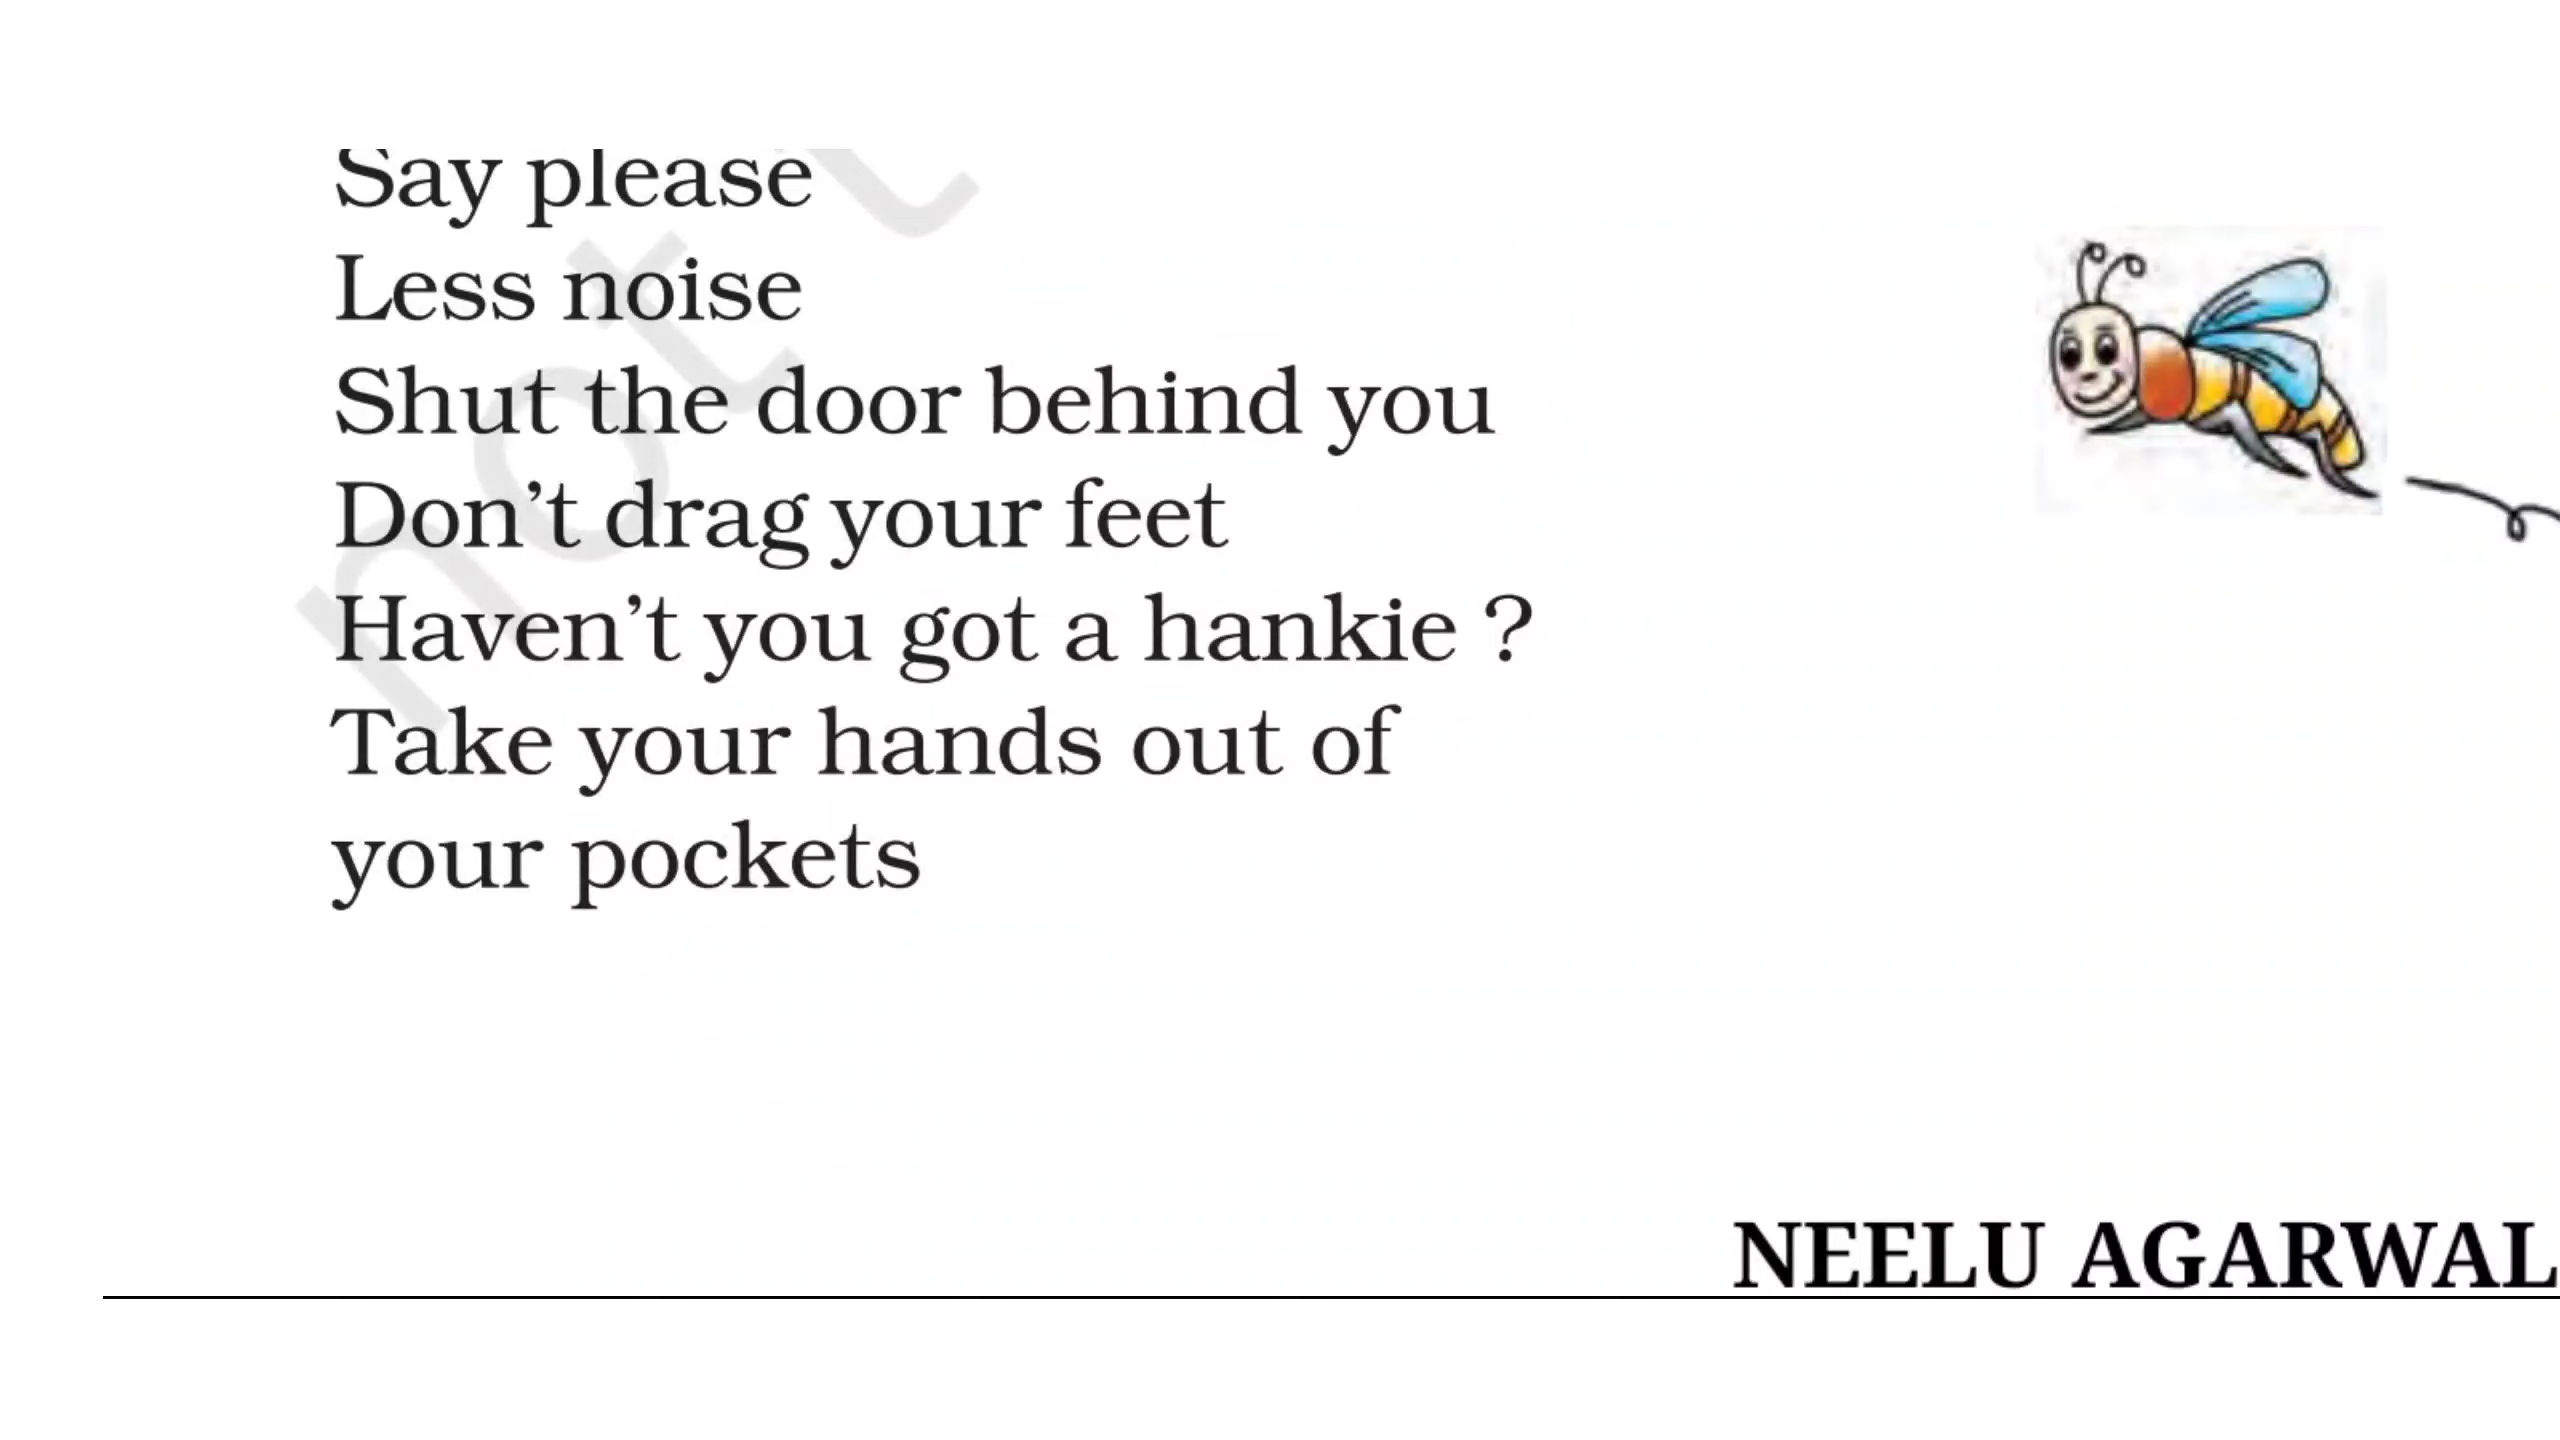 Say please
Less noise
Shut the door behind you
Don’t drag your feet
Haven’t you got a hankie ?
Take your hands out of
your pockets
not t
NEELU AGARWAL